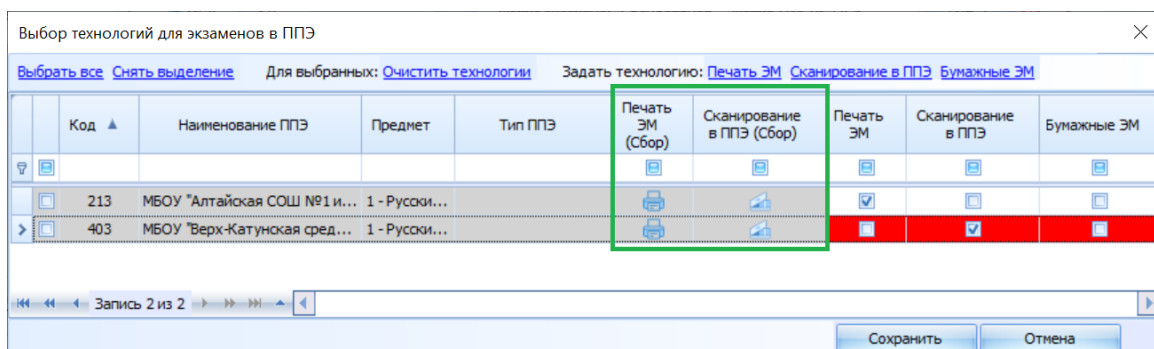 Выбор технологий для экзаменов в ППЭ
Выбрать все Снять выделение Для выбранных: Очистить технологии Задать технологию: Печать ЭМ Сканирование в ППЭ Бумажные ЭМ
Код Наименование ППЭ Предмет Тип ППЭ Печать ЭМ (Сбор) Сканирование в ППЭ (Сбор) Печать ЭМ Сканирование в ППЭ Бумажные ЭМ
213 МБОУ "Алтайская СОШ №1 и... 1 - Русски...
403 МБОУ "Верх-Катунская сред... 1 - Русски...
Запись 2 из 2
Сохранить Отмена